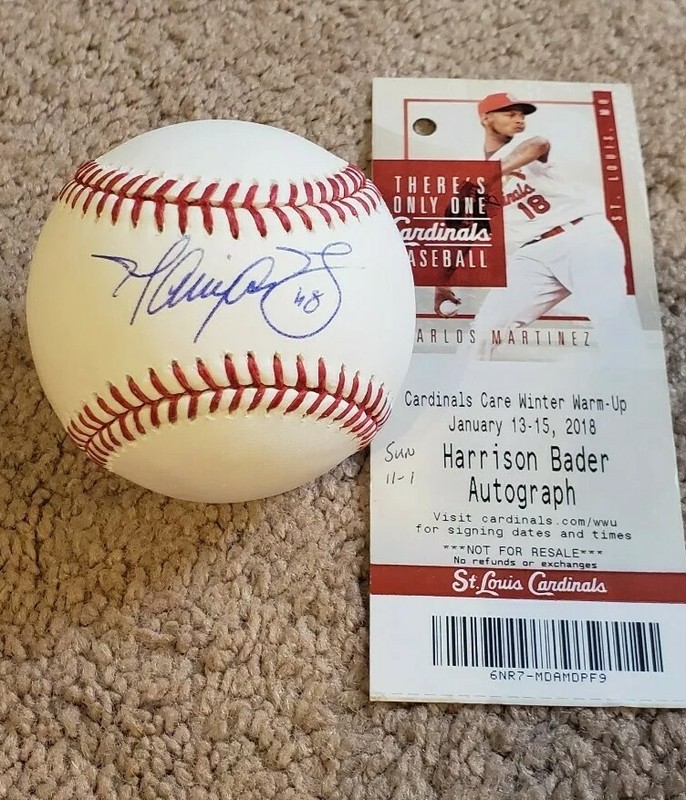 48
THERE'S
ONLY ONE
Cardinals
BASEBALL
ST. LOUIS, MO
Cardinals
18
CARLOS MARTINEZ
Cardinals Care Winter Warm-Up
January 13-15, 2018
Sun
11-1
Harrison Bader
Autograph
Visit cardinals.com/wwu
for signing dates and times
***NOT FOR RESALE***
No refunds or exchanges
St. Louis Cardinals
6NR7-MDAMDPF9